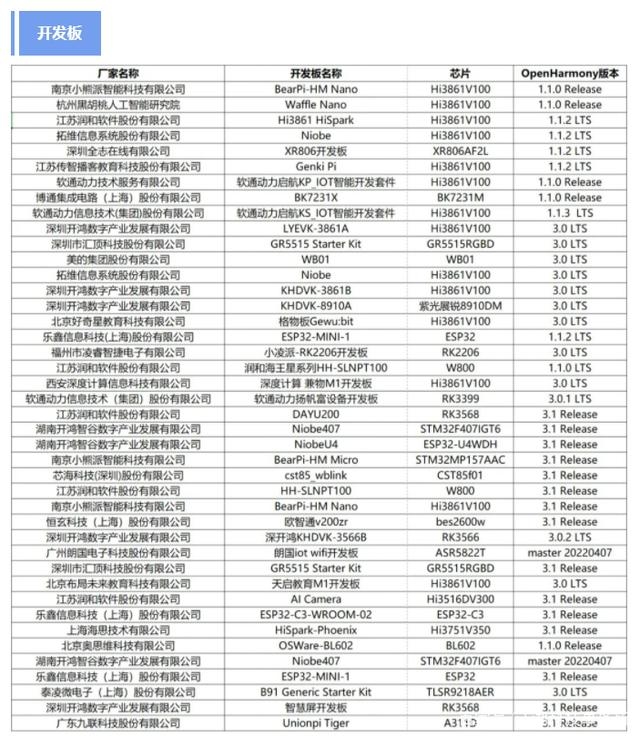 开发板
厂家名称 开发板名称 芯片 OpenHarmony版本
南京小熊派智能科技有限公司 BearPi-HM Nano Hi3861V100 1.1.0 Release
杭州黑胡桃人工智能研究院 Waffle Nano Hi3861V100 1.1.0 Release
江苏润和软件股份有限公司 Hi3861 HiSpark Hi3861V100 1.1.2 LTS
拓维信息系统股份有限公司 Niobe Hi3861V100 1.1.2 LTS
深圳全志在线有限公司 XR806开发板 XR806AF2L 1.1.2 LTS
江苏传智播客教育科技股份有限公司 Genki Pi Hi3861V100 1.1.2 LTS
软通动力技术服务有限公司 软通动力启航KP_IOT智能开发套件 Hi3861V100 1.1.0 Release
博通集成电路（上海）股份有限公司 BK7231X BK7231M 1.1.0 Release
软通动力信息技术(集团)股份有限公司 软通动力启航KS_IOT智能开发套件 Hi3861V100 1.1.3 LTS
深圳开鸿数字产业发展有限公司 LYEVK-3861A Hi3861V100 3.0 LTS
深圳市汇顶科技股份有限公司 GR5515 Starter Kit GR5515RGBD 3.0 LTS
美的集团股份有限公司 WB01 WB01 3.0 LTS
拓维信息系统股份有限公司 Niobe Hi3861V100 3.0 LTS
深圳开鸿数字产业发展有限公司 KHDVK-3861B Hi3861V100 3.0 LTS
深圳开鸿数字产业发展有限公司 KHDVK-8910A 紫光展锐8910DM 3.0 LTS
北京好奇星教育科技有限公司 格物板Gewu:bit Hi3861V100 3.0 LTS
乐鑫信息科技(上海)股份有限公司 ESP32-MINI-1 ESP32 1.1.2 LTS
福州市凌睿智捷电子有限公司 小凌派-RK2206开发板 RK2206 3.0 LTS
江苏润和软件股份有限公司 润和海王星系列HH-SLNPT100 W800 1.1.0 LTS
西安深度计算信息科技有限公司 深度计算 兼物M1开发板 Hi3861V100 3.0 LTS
软通动力信息技术（集团）股份有限公司 软通动力扬帆富设备开发板 RK3399 3.0.1 LTS
江苏润和软件股份有限公司 DAYU200 RK3568 3.1 Release
湖南开鸿智谷数字产业发展有限公司 Niobe407 STM32F407IGT6 3.1 Release
湖南开鸿智谷数字产业发展有限公司 NiobeU4 ESP32-U4WDH 3.1 Release
南京小熊派智能科技有限公司 BearPi-HM Micro STM32MP157AAC 3.1 Release
芯海科技(深圳)股份有限公司 cst85_wblink CST85f01 3.1 Release
江苏润和软件股份有限公司 HH-SLNPT100 W800 3.1 Release
南京小熊派智能科技有限公司 BearPi-HM Nano Hi3861V100 3.1 Release
恒玄科技（上海）股份有限公司 欧智通v200zr bes2600w 3.1 Release
深圳开鸿数字产业发展有限公司 深开鸿KHDVK-3566B RK3566 3.0.2 LTS
广州朗国电子科技股份有限公司 朗国iot wifi开发板 ASR5822T master 20220407
深圳市汇顶科技股份有限公司 GR5515 Starter Kit GR5515RGBD 3.1 Release
北京布局未来教育科技有限公司 天启教育M1开发板 Hi3861V100 3.0 LTS
江苏润和软件股份有限公司 AI Camera Hi3516DV300 3.1 Release
乐鑫信息科技（上海）股份有限公司 ESP32-C3-WROOM-02 ESP32-C3 3.1 Release
上海海思技术有限公司 HiSpark-Phoenix Hi3751V350 3.1 Release
北京奥思维科技有限公司 OSWare-BL602 BL602 1.1.0 Release
湖南开鸿智谷数字产业发展有限公司 Niobe407 STM32F407IGT6 master 20220407
乐鑫信息科技（上海）股份有限公司 ESP32-MINI-1 ESP32 3.1 Release
泰凌微电子（上海）股份有限公司 B91 Generic Starter Kit TLSR9218AER 3.0 LTS
深圳开鸿数字产业发展有限公司 智慧屏开发板 RK3568 3.1 Release
广东九联科技股份有限公司 Unionpi Tiger A311D 3.1 Release